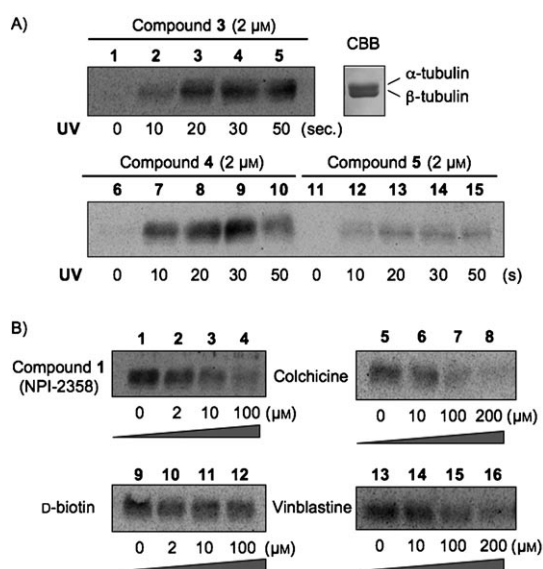 A)
Compound 3 (2 μM)
1 2 3 4 5
CBB
α-tubulin
β-tubulin
UV 0 10 20 30 50 (sec.)
Compound 4 (2 μM) Compound 5 (2 μM)
6 7 8 9 10 11 12 13 14 15
UV 0 10 20 30 50 0 10 20 30 50 (s)
B)
1 2 3 4 5 6 7 8
Compound 1
(NPI-2358)
Colchicine
0 2 10 100 (μM) 0 10 100 200 (μM)
9 10 11 12 13 14 15 16
D-biotin Vinblastine
0 2 10 100 (μM) 0 10 100 200 (μM)